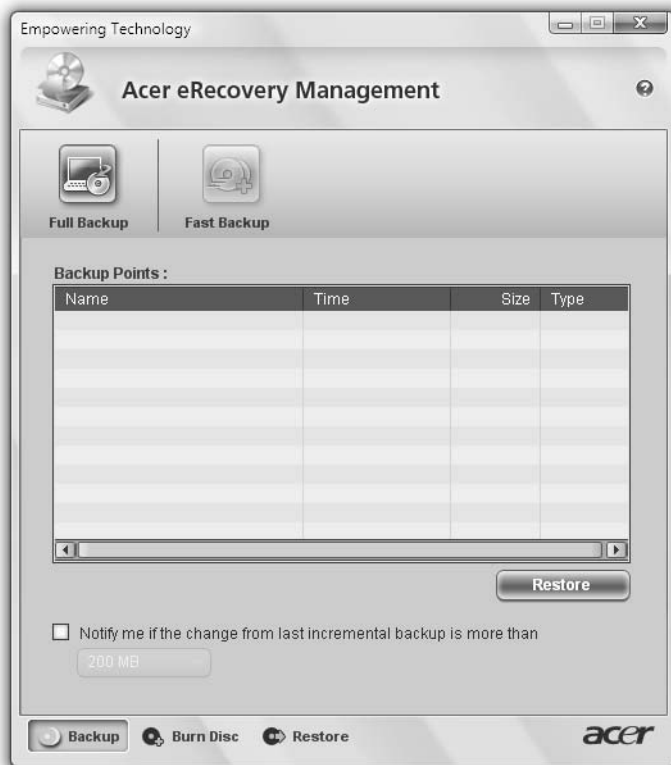 Empowering Technology
Acer eRecovery Management
Full Backup
Fast Backup
Backup Points :
Name Time Size Type
Restore
Notify me if the change from last incremental backup is more than
200 MB
Backup Burn Disc Restore acer